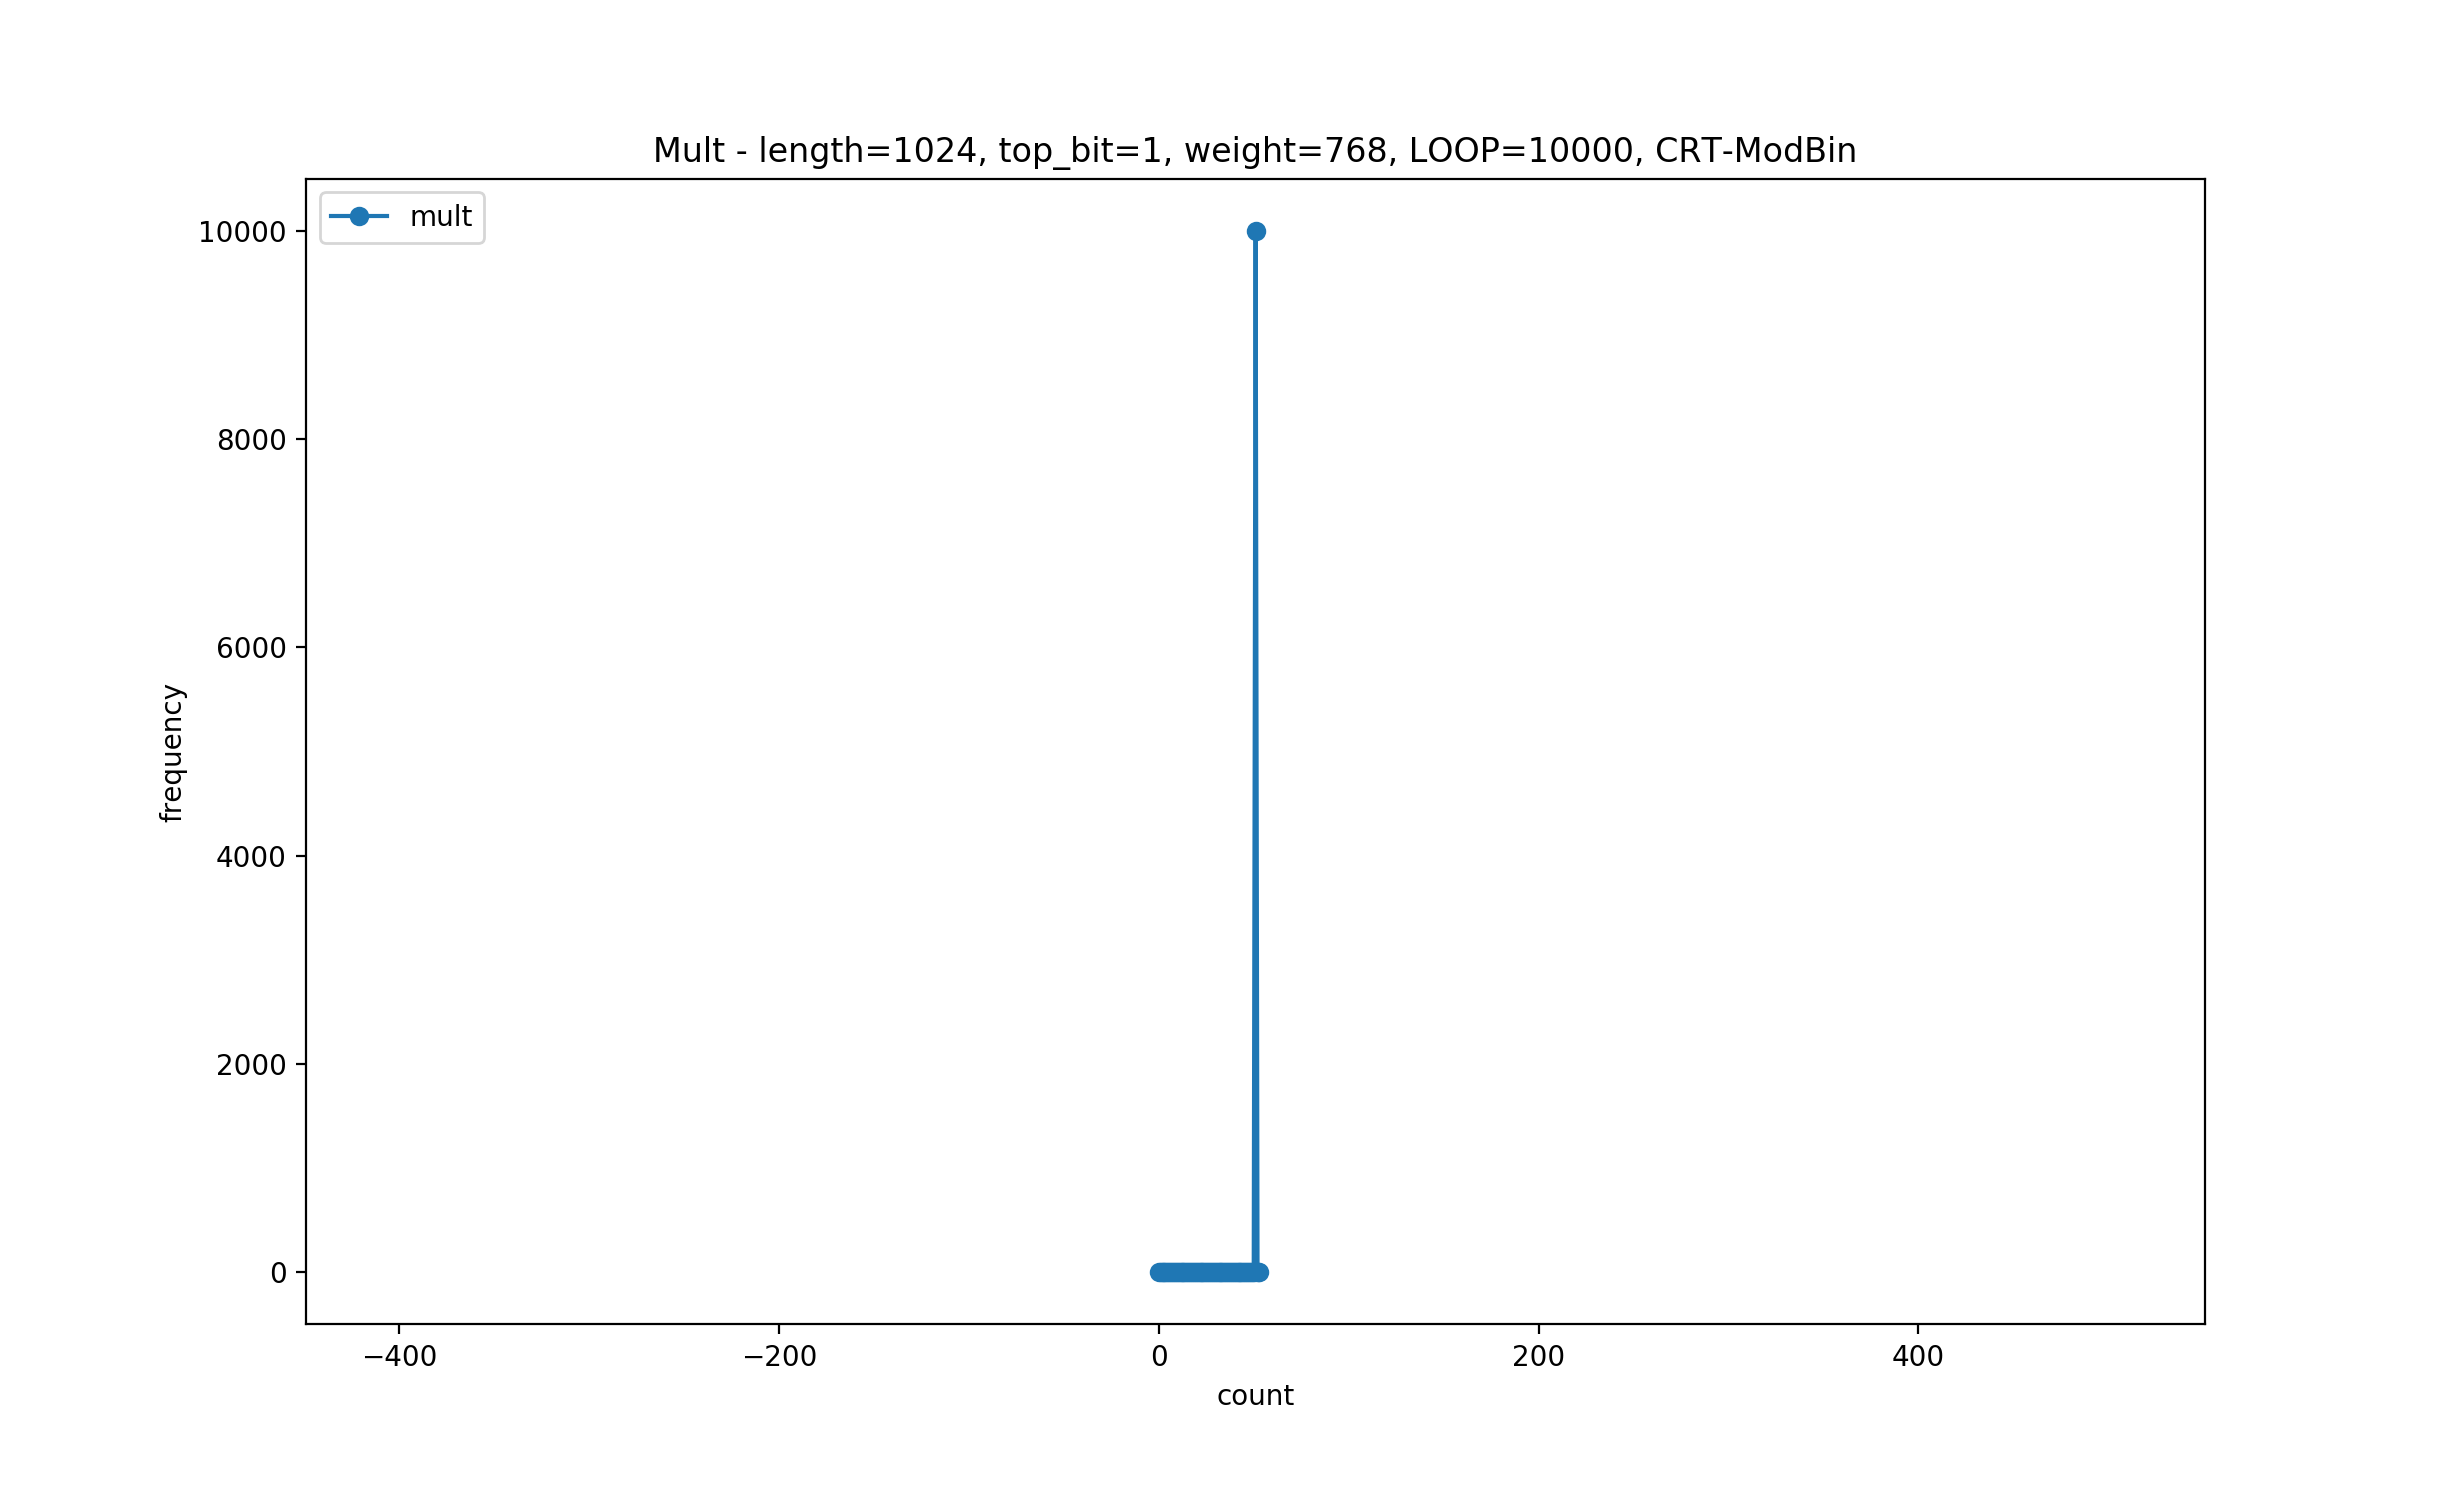 Mult - length=1024, top_bit=1, weight=768, LOOP=10000, CRT-ModBin
mult
10000
8000
6000
4000
2000
0
frequency
−400
−200
0
200
400
count